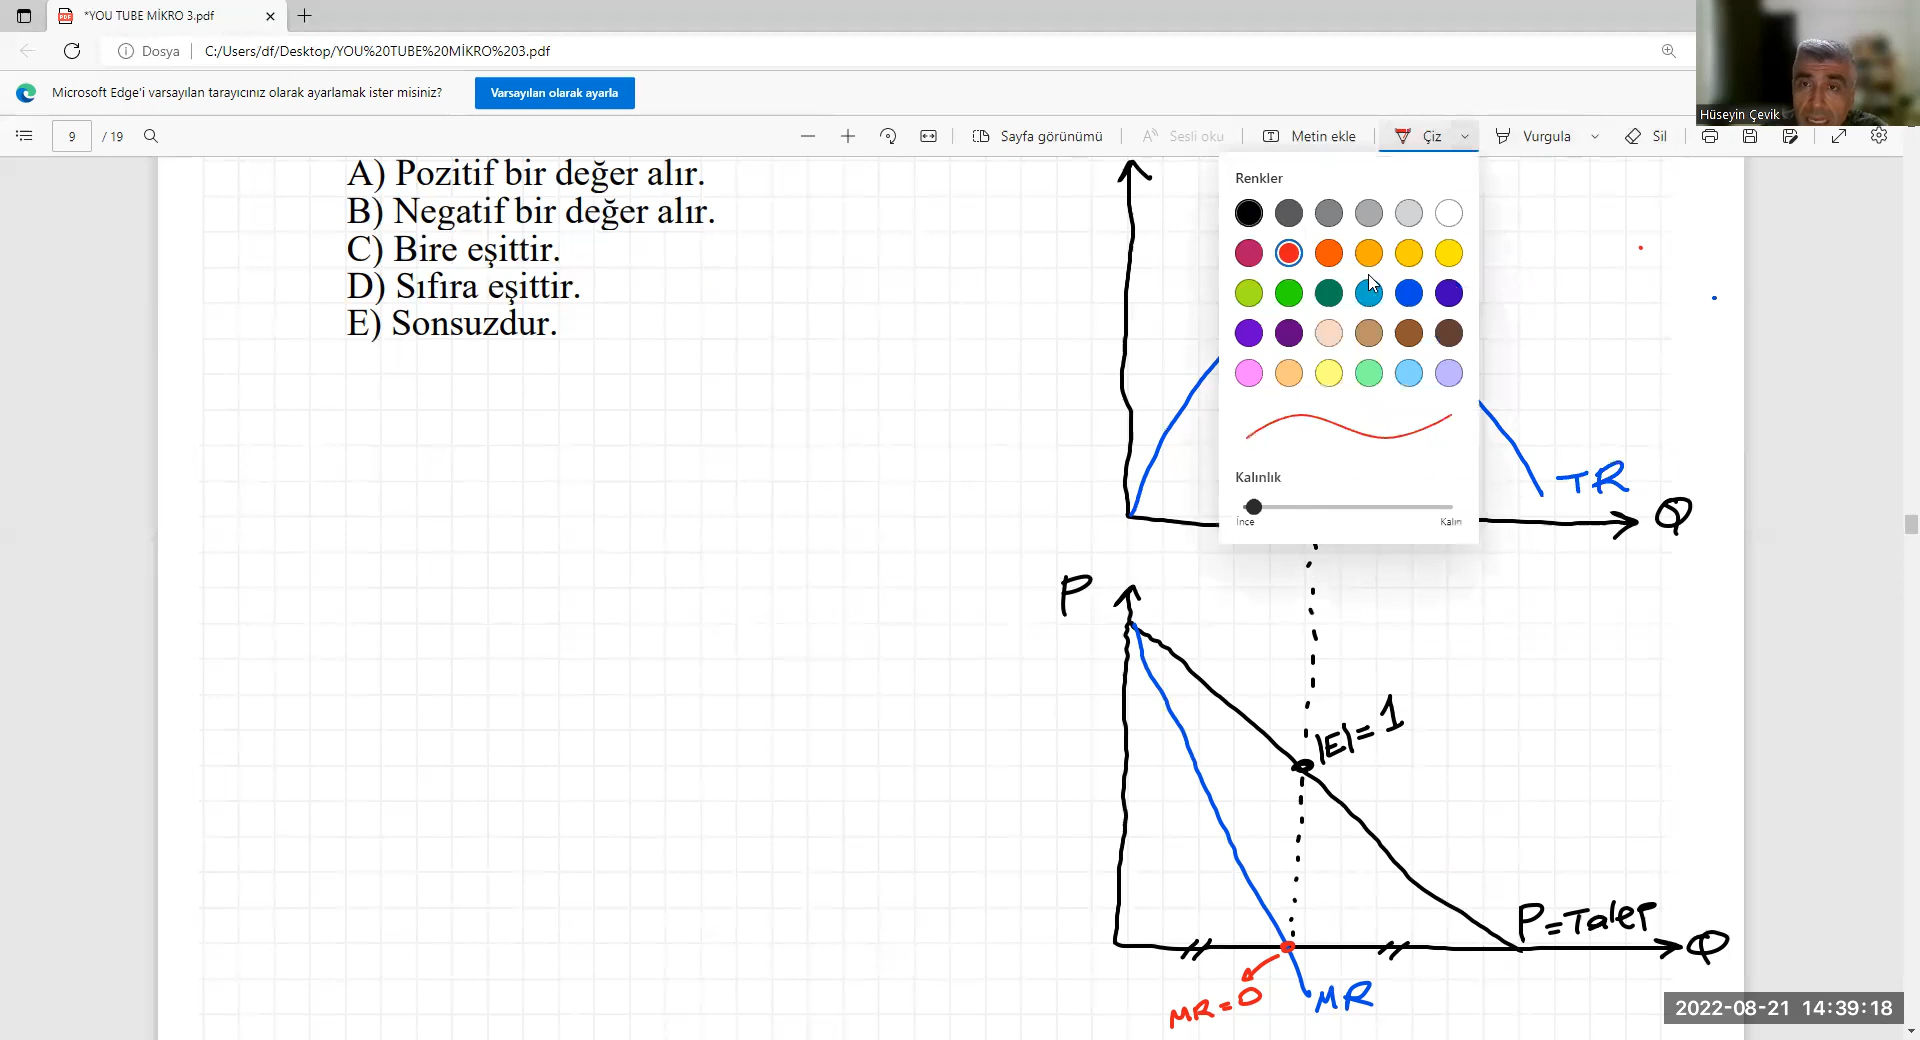 *YOU TUBE MİKRO 3.pdf
Dosya
C:/Users/df/Desktop/YOU%20TUBE%20MİKRO%203.pdf
Microsoft Edge'i varsayılan tarayıcınız olarak ayarlamak ister misiniz?
Varsayılan olarak ayarla
Hüseyin Çevik
9 / 19
Sayfa görünümü
Sesli oku
Metin ekle
Çiz
Vurgula
Sil
A) Pozitif bir değer alır.
B) Negatif bir değer alır.
C) Bire eşittir.
D) Sıfıra eşittir.
E) Sonsuzdur.
Renkler
Kalınlık
İnce
Kalın
TR
Q
P
|E|=1
P=Talep
Q
MR=0
MR
2022-08-21 14:39:18